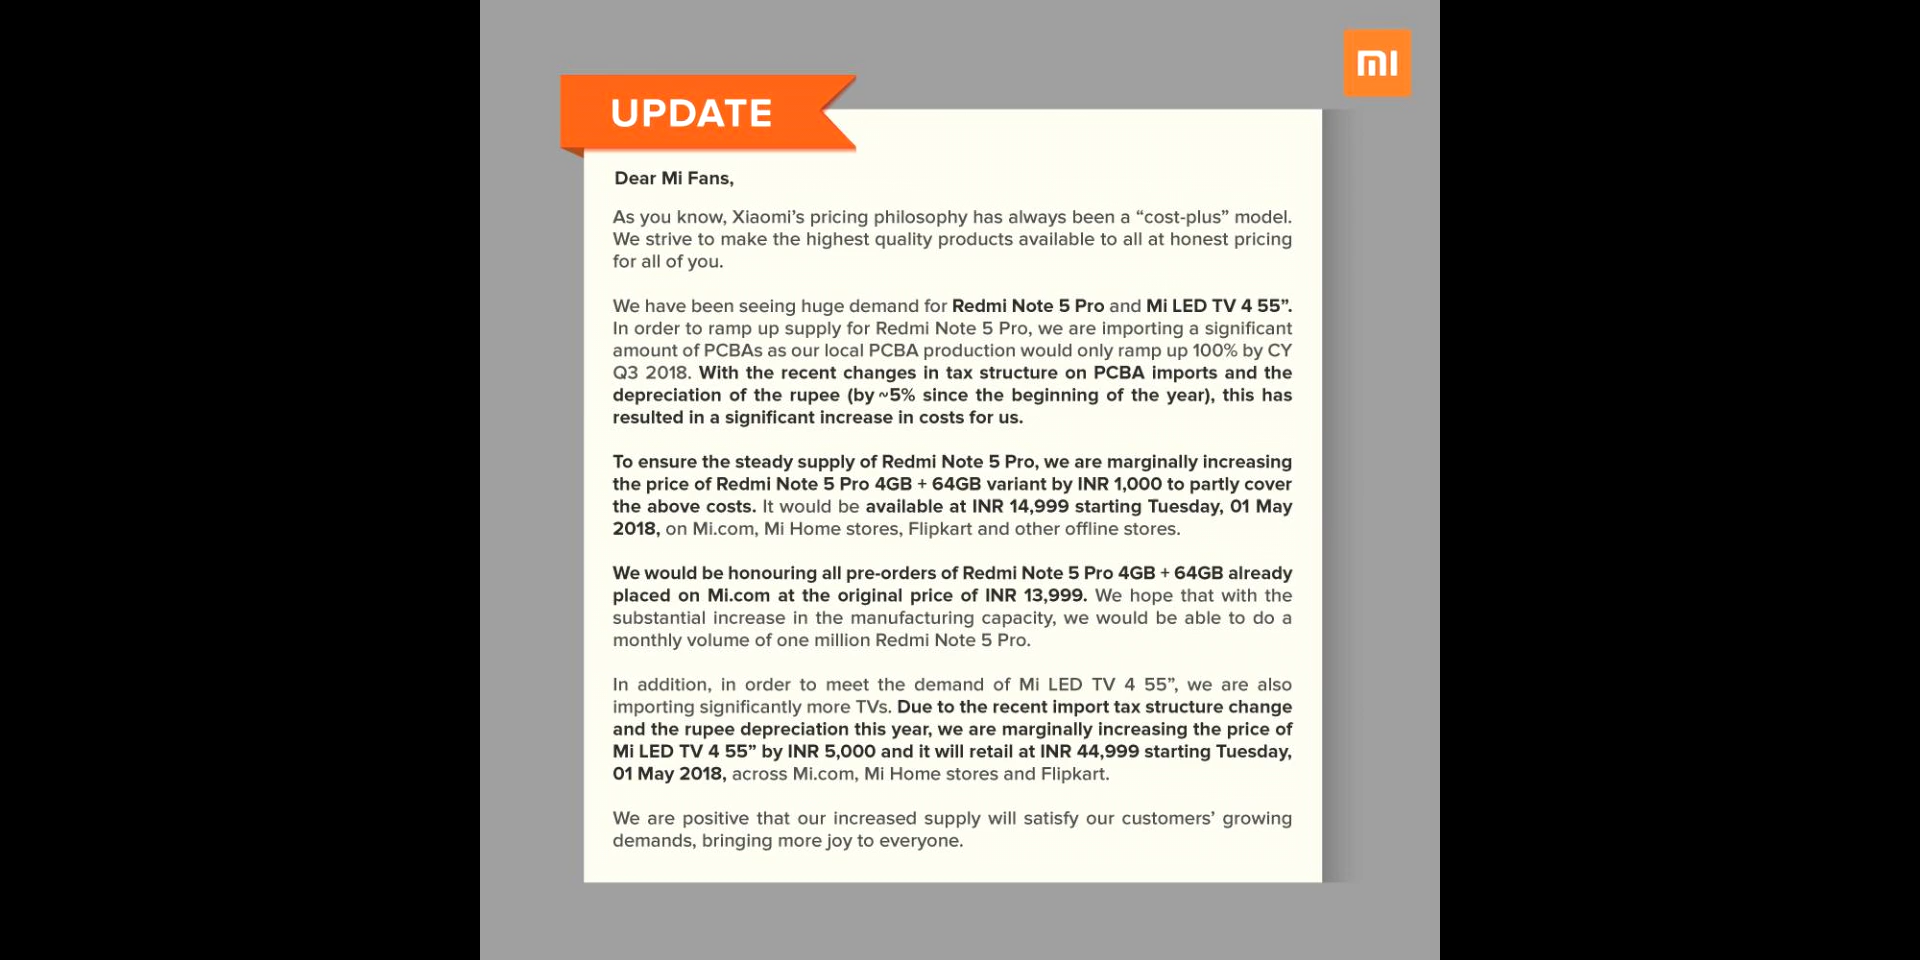 mi
UPDATE
Dear Mi Fans,
As you know, Xiaomi’s pricing philosophy has always been a “cost-plus” model.
We strive to make the highest quality products available to all at honest pricing
for all of you.
We have been seeing huge demand for Redmi Note 5 Pro and Mi LED TV 4 55”.
In order to ramp up supply for Redmi Note 5 Pro, we are importing a significant
amount of PCBAs as our local PCBA production would only ramp up 100% by CY
Q3 2018. With the recent changes in tax structure on PCBA imports and the
depreciation of the rupee (by ~5% since the beginning of the year), this has
resulted in a significant increase in costs for us.
To ensure the steady supply of Redmi Note 5 Pro, we are marginally increasing
the price of Redmi Note 5 Pro 4GB + 64GB variant by INR 1,000 to partly cover
the above costs. It would be available at INR 14,999 starting Tuesday, 01 May
2018, on Mi.com, Mi Home stores, Flipkart and other offline stores.
We would be honouring all pre-orders of Redmi Note 5 Pro 4GB + 64GB already
placed on Mi.com at the original price of INR 13,999. We hope that with the
substantial increase in the manufacturing capacity, we would be able to do a
monthly volume of one million Redmi Note 5 Pro.
In addition, in order to meet the demand of Mi LED TV 4 55”, we are also
importing significantly more TVs. Due to the recent import tax structure change
and the rupee depreciation this year, we are marginally increasing the price of
Mi LED TV 4 55” by INR 5,000 and it will retail at INR 44,999 starting Tuesday,
01 May 2018, across Mi.com, Mi Home stores and Flipkart.
We are positive that our increased supply will satisfy our customers’ growing
demands, bringing more joy to everyone.